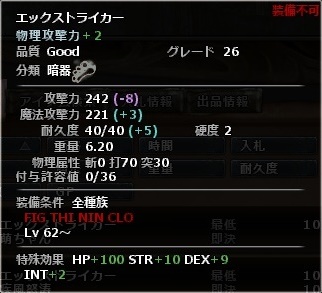 エックストライカー
装備不可
物理攻撃力+2
品質 Good グレード 26
分類 暗器
攻撃力 242 (-8)
魔法攻撃力 221 (+3)
耐久度 40/40 (+5) 硬度 2
重量 6.20
物理属性 斬0 打70 突30
付与許容値 0/36
装備条件 全種族
FIG THI NIN CLO
Lv 62～
特殊効果 HP+100 STR+10 DEX+9
INT+2